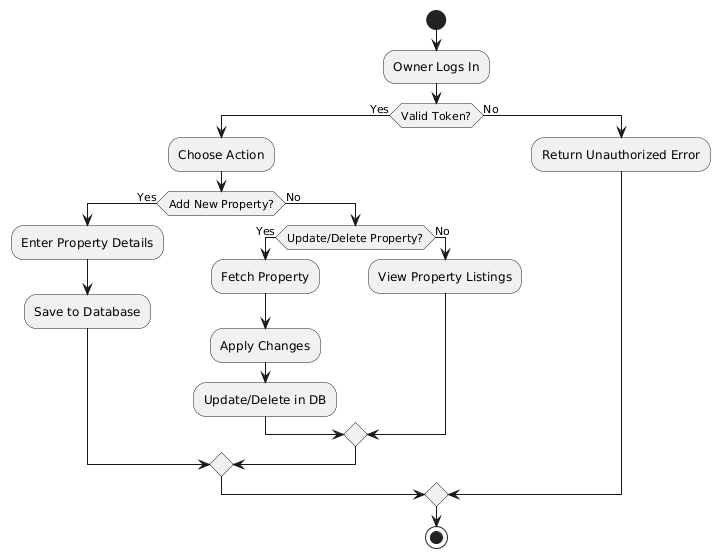 Owner Logs In
Yes
Valid Token?
No
Choose Action
Return Unauthorized Error
Yes
Add New Property?
No
Enter Property Details
Yes
Update/Delete Property?
No
Fetch Property
View Property Listings
Save to Database
Apply Changes
Update/Delete in DB